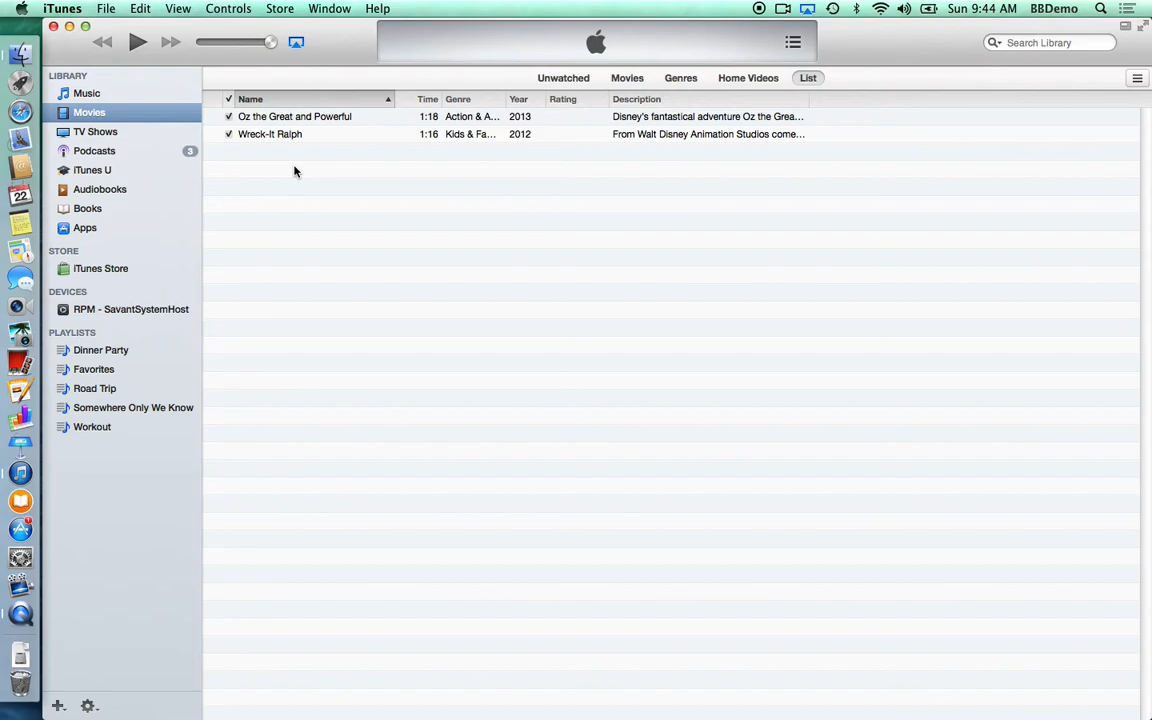 iTunes File Edit View Controls Store Window Help Sun 9:44 AM BBDemo
Search Library
LIBRARY
Music
Movies
TV Shows
Podcasts 3
iTunes U
Audiobooks
Books
Apps
STORE
iTunes Store
DEVICES
RPM - SavantSystemHost
PLAYLISTS
Dinner Party
Favorites
Road Trip
Somewhere Only We Know
Workout
Unwatched Movies Genres Home Videos List
✓ Name Time Genre Year Rating Description
✓ Oz the Great and Powerful 1:18 Action & A... 2013 Disney's fantastical adventure Oz the Grea...
✓ Wreck-It Ralph 1:16 Kids & Fa... 2012 From Walt Disney Animation Studios come...
22